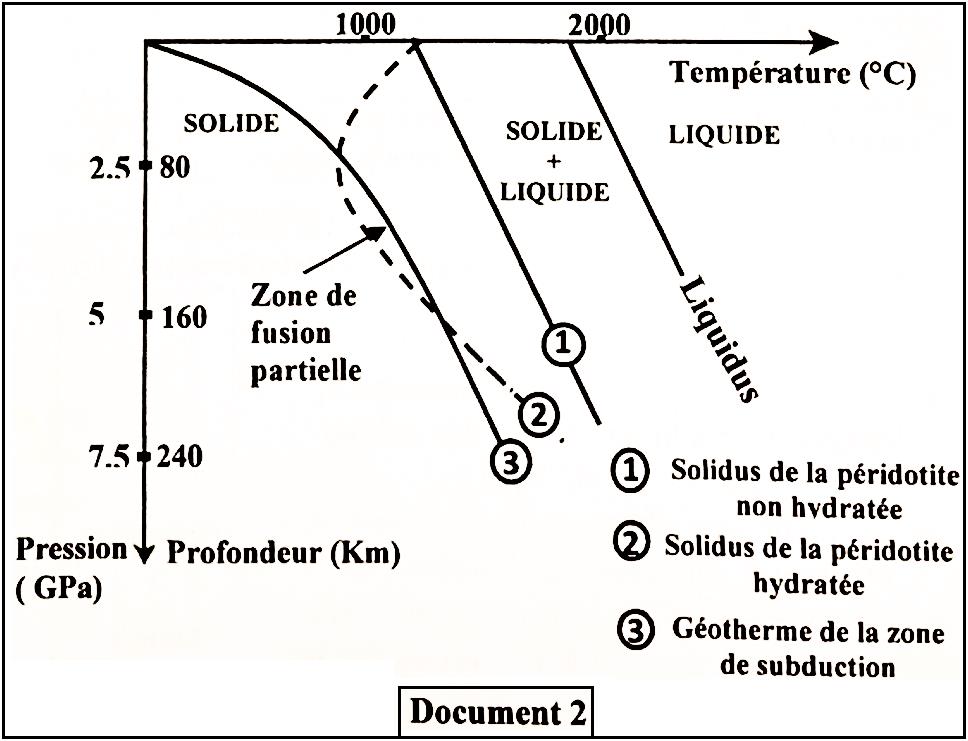 1000 2000
Température (°C)
SOLIDE
SOLIDE
+
LIQUIDE
LIQUIDE
2.5 80
Zone de
fusion
partielle
5 160
Liquidus
1
2
3
7.5 240
1 Solidus de la péridotite
non hydratée
Pression Profondeur (Km)
( GPa)
2 Solidus de la péridotite
hydratée
3 Géotherme de la zone
de subduction
Document 2